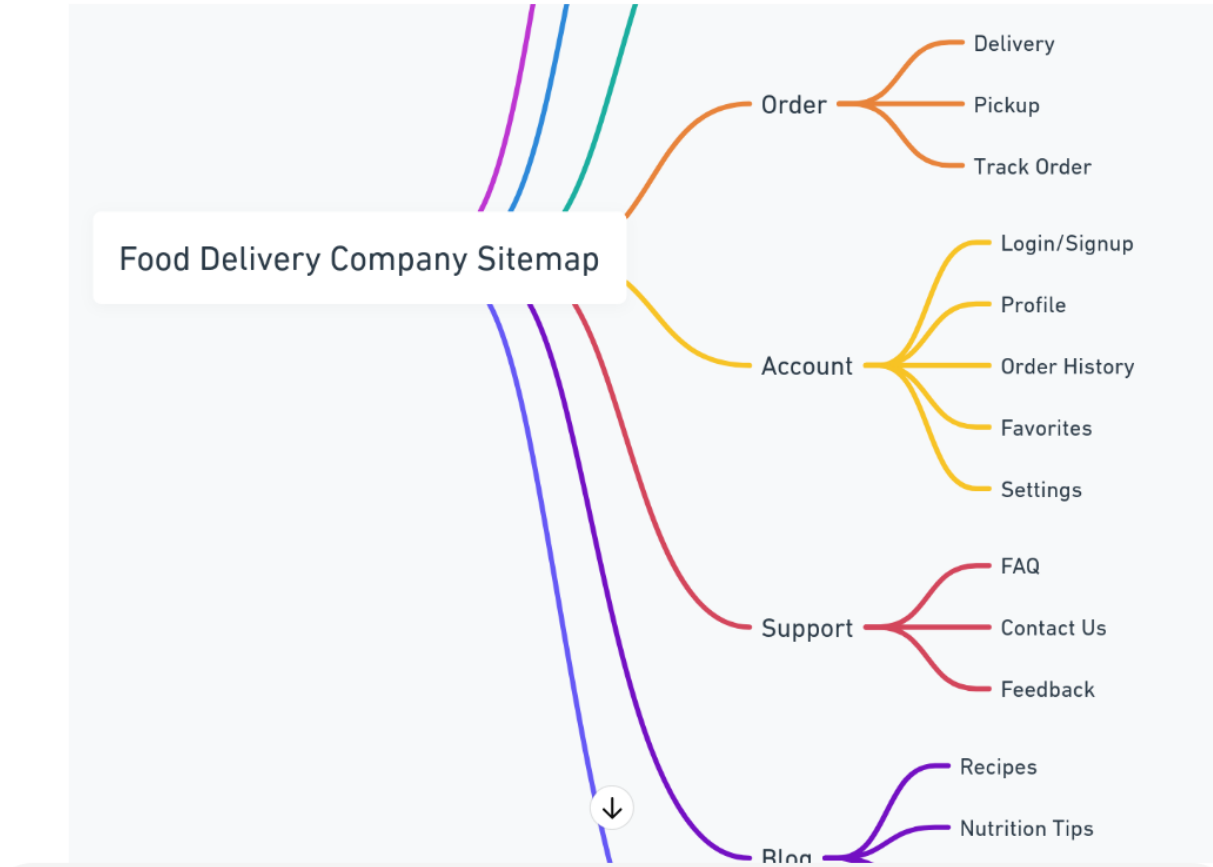 Food Delivery Company Sitemap
Order
Delivery
Pickup
Track Order
Account
Login/Signup
Profile
Order History
Favorites
Settings
Support
FAQ
Contact Us
Feedback
Blog
Recipes
Nutrition Tips